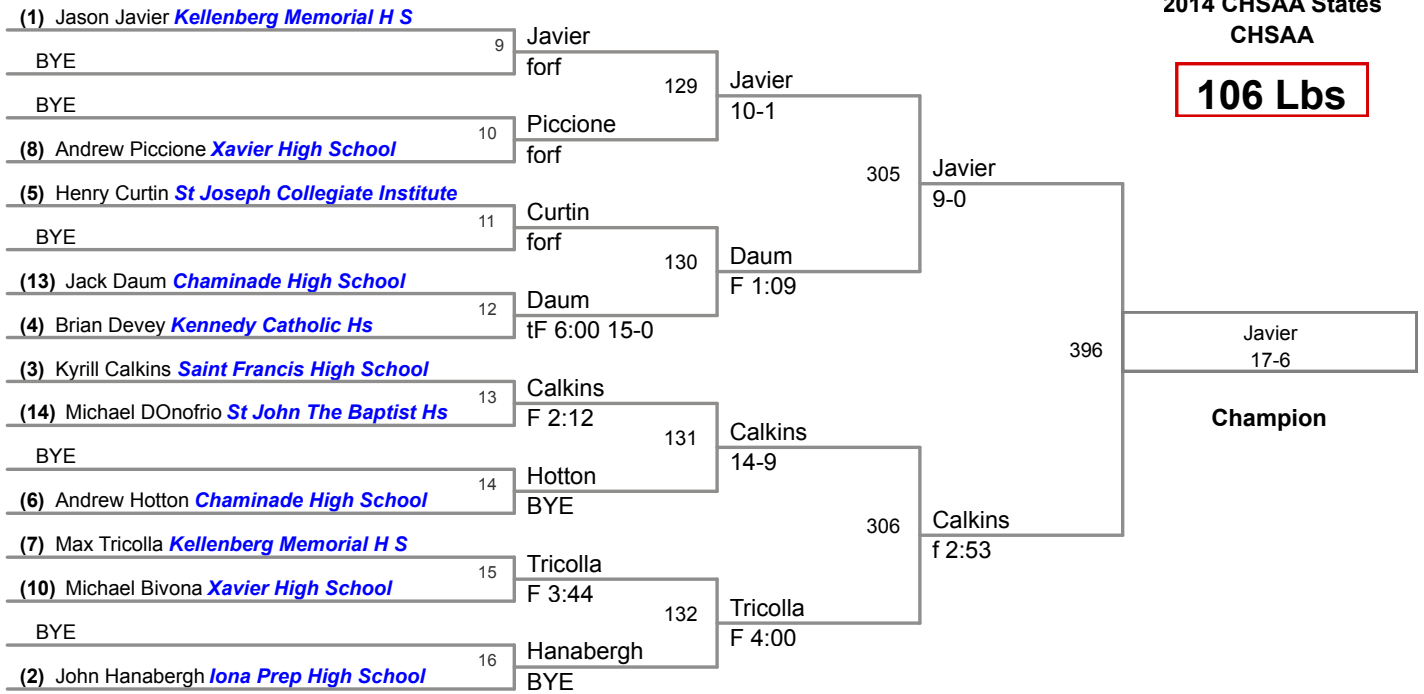 2014 CHSAA States
CHSAA
106 Lbs
(1) Jason Javier Kellenberg Memorial H S
BYE
BYE
(8) Andrew Piccione Xavier High School
(5) Henry Curtin St Joseph Collegiate Institute
BYE
(13) Jack Daum Chaminade High School
(4) Brian Devey Kennedy Catholic Hs
(3) Kyrill Calkins Saint Francis High School
(14) Michael DOnofrio St John The Baptist Hs
BYE
(6) Andrew Hotton Chaminade High School
(7) Max Tricolla Kellenberg Memorial H S
(10) Michael Bivona Xavier High School
BYE
(2) John Hanabergh Iona Prep High School
9
Javier
forf
10
Piccione
forf
11
Curtin
forf
12
Daum
tF 6:00 15-0
13
Calkins
F 2:12
14
Hotton
BYE
15
Tricolla
F 3:44
16
Hanabergh
BYE
129
Javier
10-1
130
Daum
F 1:09
131
Calkins
14-9
132
Tricolla
F 4:00
305
Javier
9-0
306
Calkins
f 2:53
396
Javier
17-6
Champion